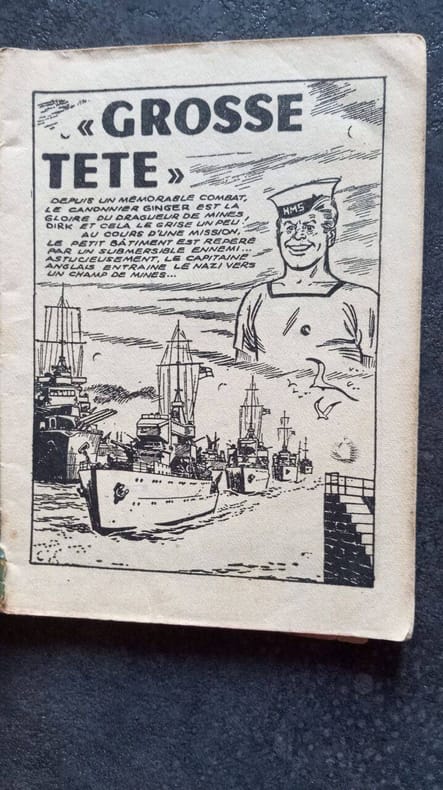 « GROSSE
TETE »
DEPUIS UN MÉMORABLE COMBAT,
LE CANONNIER GINGER EST LA
GLOIRE DU DRAGUEUR DE MINES
DIRK ET CELA LE GRISE UN PEU !
AU COURS D'UNE MISSION,
LE PETIT BÂTIMENT EST REPÉRÉ
PAR UN SUBMERSIBLE ENNEMI...
ASTUCIEUSEMENT, LE CAPITAINE
ANGLAIS ENTRAINE LE NAZI VERS
UN CHAMP DE MINES...
HMS